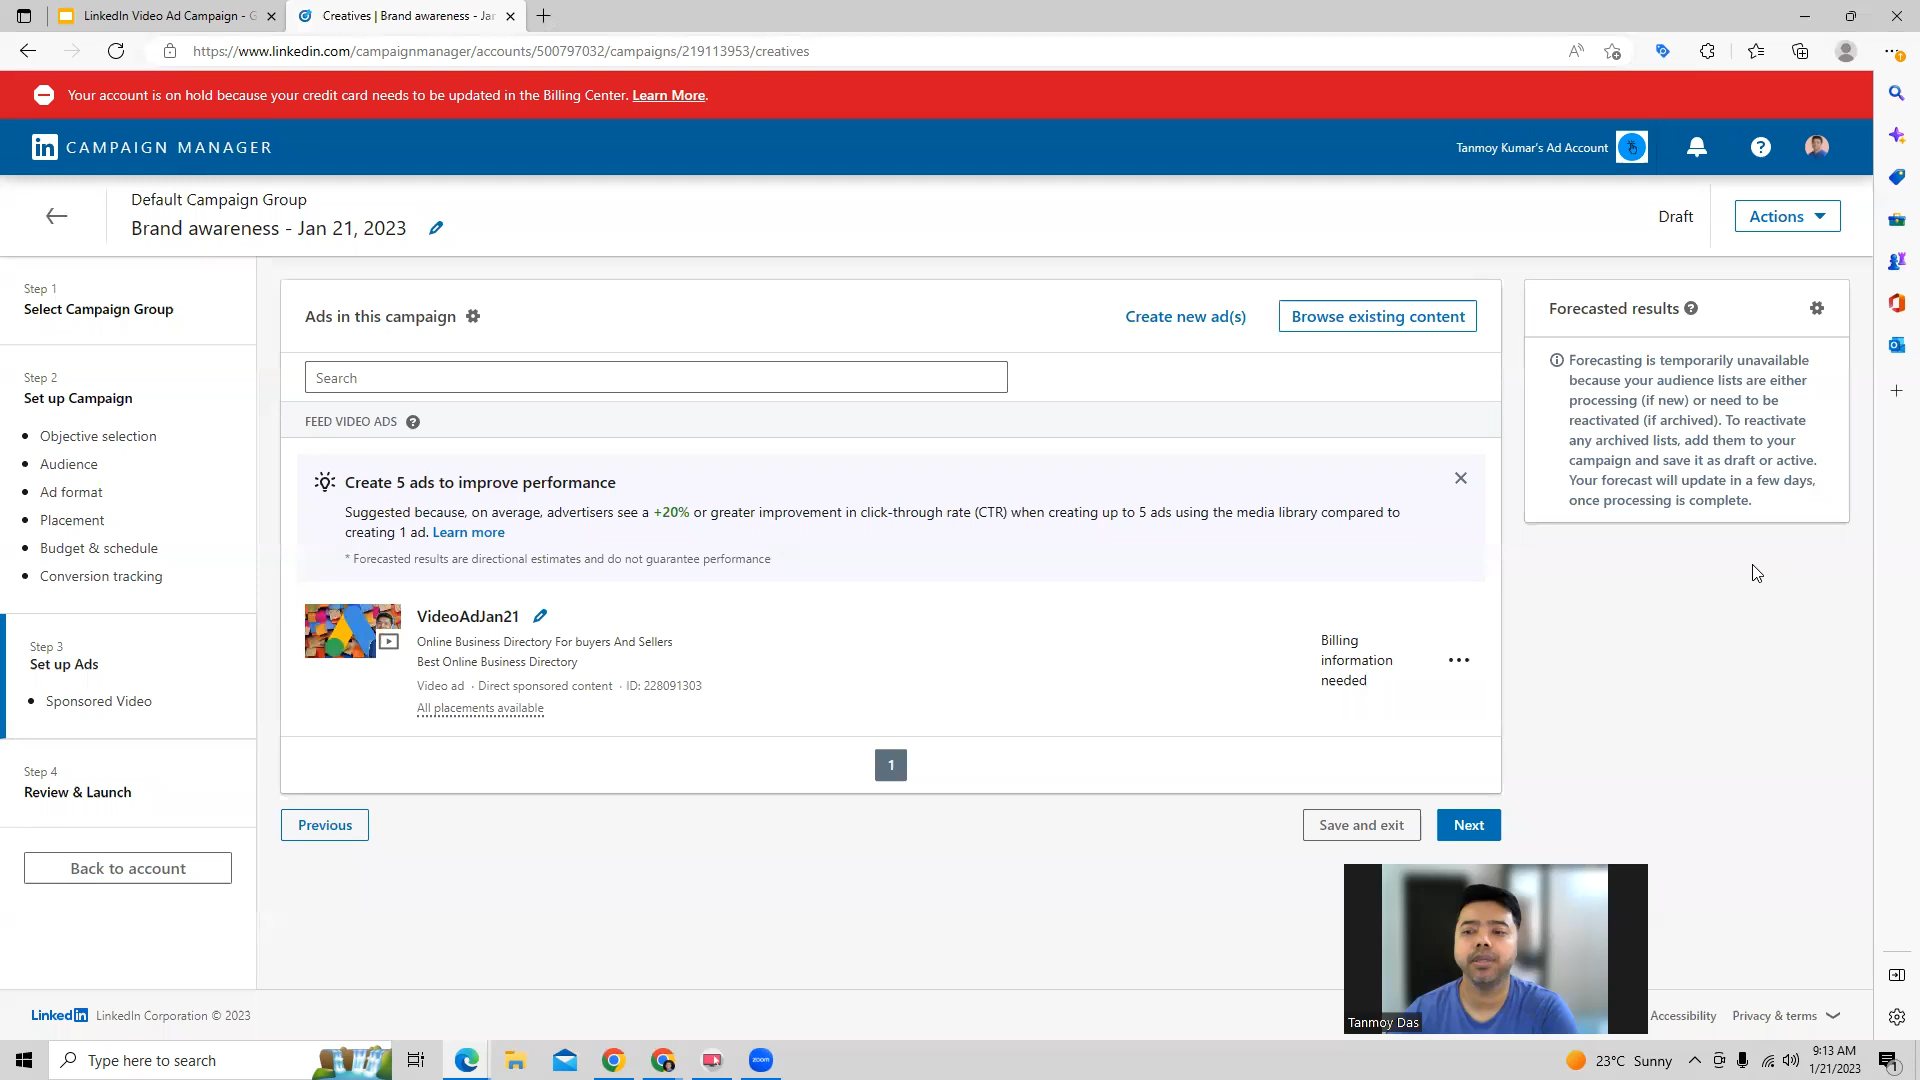 LinkedIn Video Ad Campaign - G
Creatives | Brand awareness - Jan
https://www.linkedin.com/campaignmanager/accounts/500797032/campaigns/219113953/creatives
Your account is on hold because your credit card needs to be updated in the Billing Center. Learn More.
in CAMPAIGN MANAGER
Tanmoy Kumar's Ad Account
Default Campaign Group
Brand awareness - Jan 21, 2023
Draft
Actions
Step 1
Select Campaign Group
Step 2
Set up Campaign
Objective selection
Audience
Ad format
Placement
Budget & schedule
Conversion tracking
Step 3
Set up Ads
Sponsored Video
Step 4
Review & Launch
Back to account
Ads in this campaign
Create new ad(s)
Browse existing content
Search
FEED VIDEO ADS
Create 5 ads to improve performance
Suggested because, on average, advertisers see a +20% or greater improvement in click-through rate (CTR) when creating up to 5 ads using the media library compared to
creating 1 ad. Learn more
* Forecasted results are directional estimates and do not guarantee performance
VideoAdJan21
Online Business Directory For buyers And Sellers
Best Online Business Directory
Video ad · Direct sponsored content · ID: 228091303
All placements available
Billing
information
needed
1
Previous
Save and exit
Next
Forecasted results
Forecasting is temporarily unavailable
because your audience lists are either
processing (if new) or need to be
reactivated (if archived). To reactivate
any archived lists, add them to your
campaign and save it as draft or active.
Your forecast will update in a few days,
once processing is complete.
Tanmoy Das
LinkedIn LinkedIn Corporation © 2023
Accessibility
Privacy & terms
Type here to search
zoom
23°C Sunny
9:13 AM
1/21/2023
1